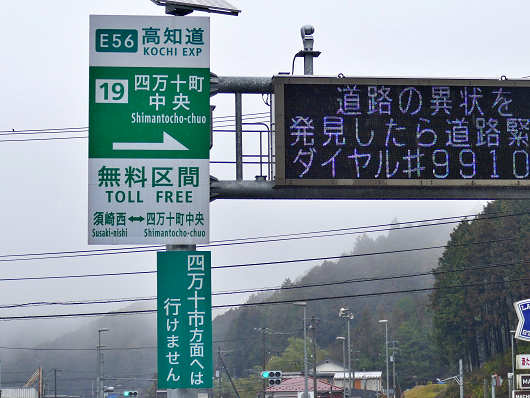 E56 高知道
KOCHI EXP
19 四万十町
中央
Shimantocho-chuo
無料区間
TOLL FREE
須崎西↔四万十町中央
Susaki-nishi Shimantocho-chuo
四万十市方面へは
行けません
道路の異状を
発見したら道路緊
ダイヤル#9910